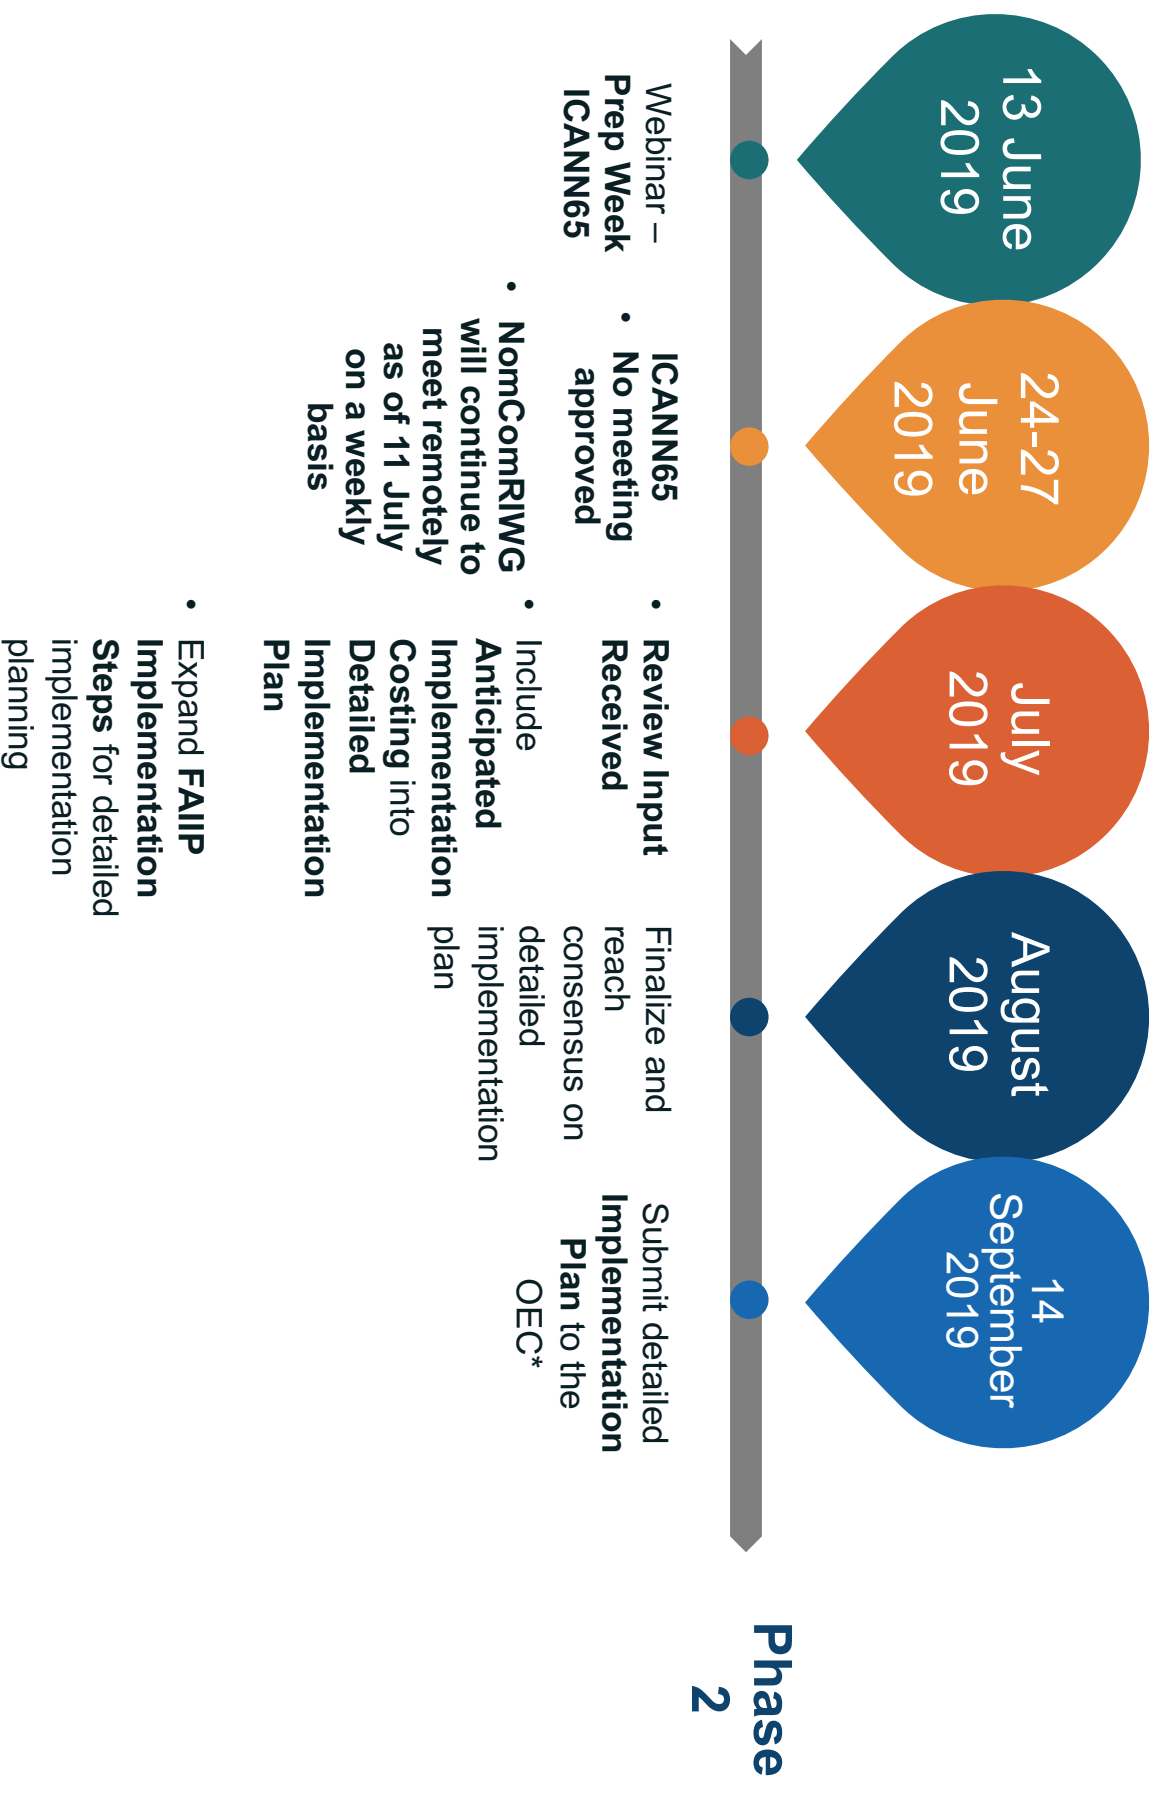 13 June
2019
24-27
June
2019
July
2019
August
2019
14
September
2019
Webinar –
Prep Week
ICANN65
ICANN65
• No meeting
approved
• NomComRIWG
will continue to
meet remotely
as of 11 July
on a weekly
basis
• Review Input
Received
• Include
Anticipated
Implementation
Costing into
Detailed
Implementation
Plan
• Expand FAIIP
Implementation
Steps for detailed
implementation
planning
Finalize and
reach
consensus on
detailed
implementation
plan
Submit detailed
Implementation
Plan to the
OEC*
Phase
2